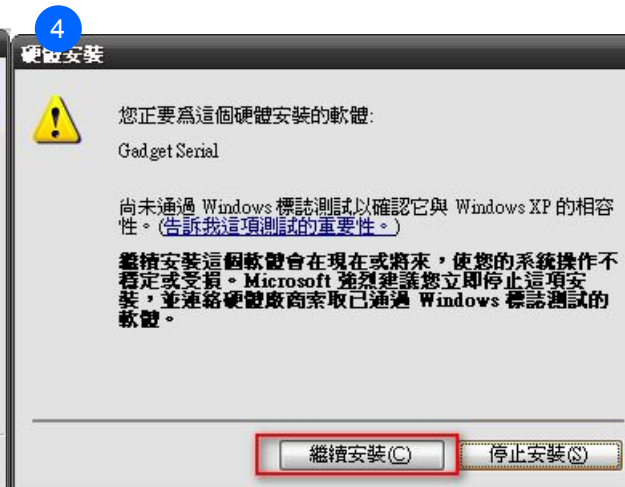 4
硬體安裝
您正要為這個硬體安裝的軟體:
Gadget Serial
尚未通過 Windows 標誌測試以確認它與 Windows XP 的相容
性。(告訴我這項測試的重要性。)
繼續安裝這個軟體會在現在或將來，使您的系統操作不
穩定或受損。Microsoft 強烈建議您立即停止這項安
裝，並連絡硬體廠商索取已通過 Windows 標誌測試的
軟體。
繼續安裝(C)
停止安裝(S)